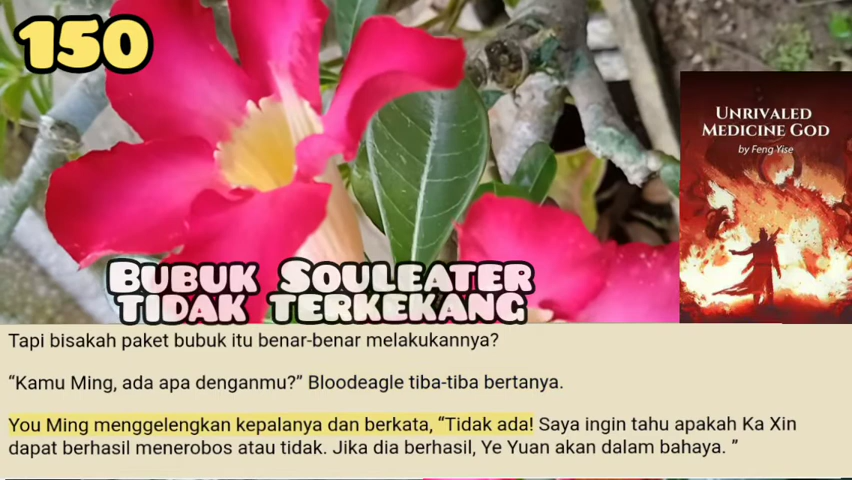 150
UNRIVALED
MEDICINE GOD
by Feng Yise
BUBUK SOULEATER
TIDAK TERKEKANG
Tapi bisakah paket bubuk itu benar-benar melakukannya?
“Kamu Ming, ada apa denganmu?” Bloodeagle tiba-tiba bertanya.
You Ming menggelengkan kepalanya dan berkata, “Tidak ada! Saya ingin tahu apakah Ka Xin
dapat berhasil menerobos atau tidak. Jika dia berhasil, Ye Yuan akan dalam bahaya. ”